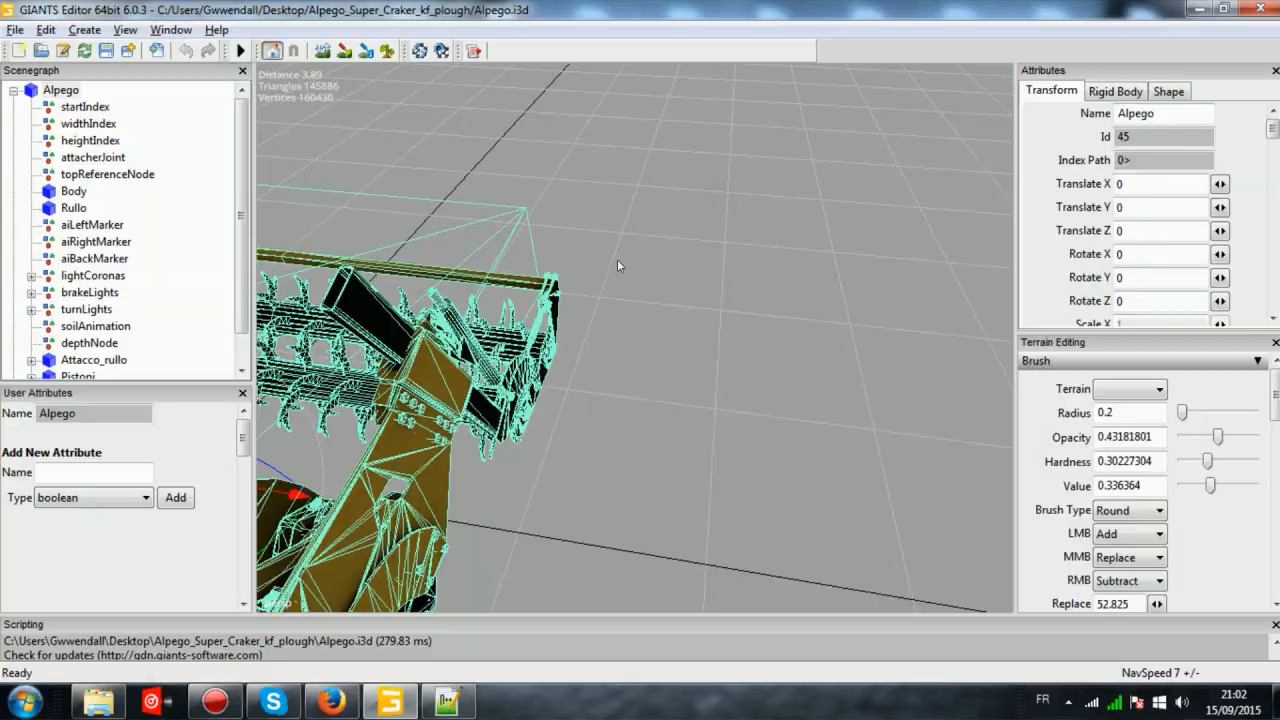 GIANTS Editor 64bit 6.0.3 - C:/Users/Gwwendall/Desktop/Alpego_Super_Craker_kf_plough/Alpego.i3d
File Edit Create View Window Help
Scenegraph
Alpego
startIndex
widthIndex
heightIndex
attacherJoint
topReferenceNode
Body
Rullo
aiLeftMarker
aiRightMarker
aiBackMarker
lightCoronas
brakeLights
turnLights
soilAnimation
depthNode
Attacco_rullo
Pistoni
User Attributes
Name Alpego
Add New Attribute
Name
Type boolean Add
Distance 3.89
Triangles 145886
Vertices 160430
Attributes
Transform Rigid Body Shape
Name Alpego
Id 45
Index Path 0>
Translate X 0
Translate Y 0
Translate Z 0
Rotate X 0
Rotate Y 0
Rotate Z 0
Scale X 1
Terrain Editing
Brush
Terrain
Radius 0.2
Opacity 0.43181801
Hardness 0.30227304
Value 0.336364
Brush Type Round
LMB Add
MMB Replace
RMB Subtract
Replace 52.825
Scripting
C:\Users\Gwwendall\Desktop\Alpego_Super_Craker_kf_plough\Alpego.i3d (279.83 ms)
Check for updates (http://gdn.giants-software.com)
Ready
NavSpeed 7 +/-
FR
21:02
15/09/2015